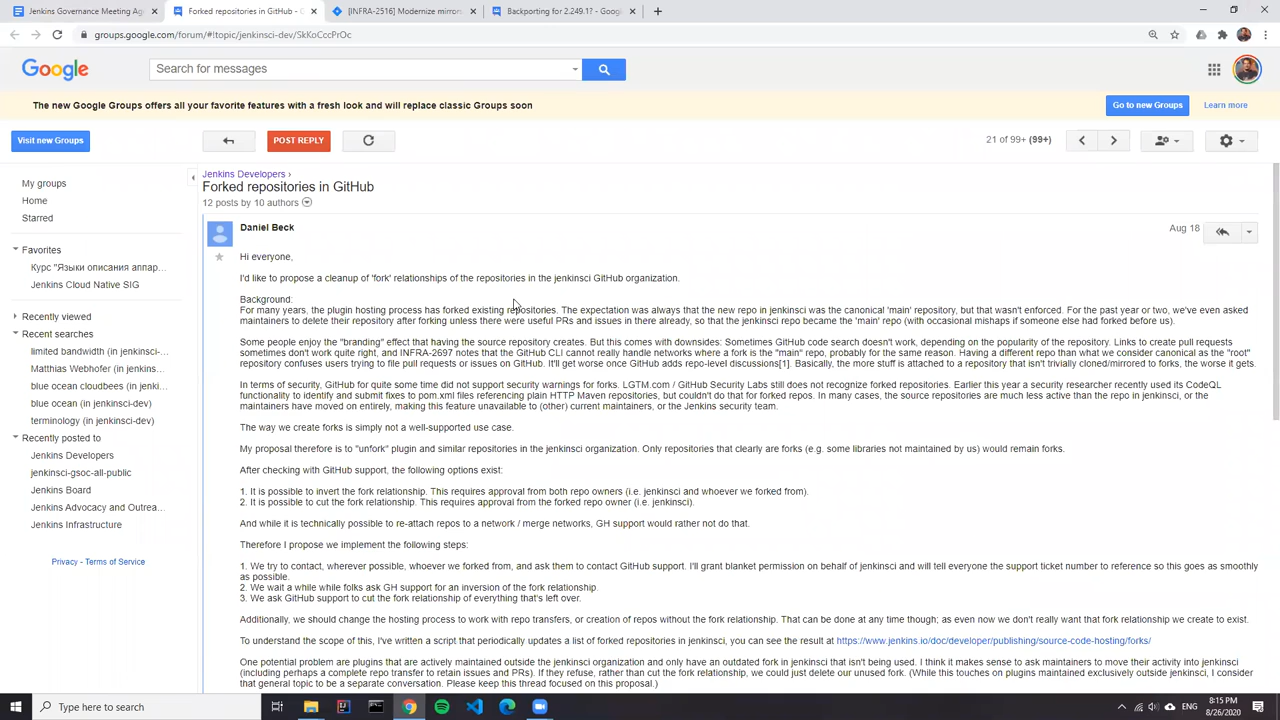 Jenkins Governance Meeting Ag
Forked repositories in GitHub - G
[INFRA-2516] Modernize mirrors
Backporting for 2.249.1? - Googl
groups.google.com/forum/#!topic/jenkinsci-dev/SkKoCccPrOc
Google
Search for messages
The new Google Groups offers all your favorite features with a fresh look and will replace classic Groups soon
Go to new Groups
Learn more
Visit new Groups
POST REPLY
21 of 99+ (99+)
My groups
Home
Starred
Favorites
Курс "Языки описания аппар...
Jenkins Cloud Native SIG
Recently viewed
Recent searches
limited bandwidth (in jenkinsci-...
Matthias Webhofer (in jenkins...
blue ocean cloudbees (in jenki...
blue ocean (in jenkinsci-dev)
terminology (in jenkinsci-dev)
Recently posted to
Jenkins Developers
jenkinsci-gsoc-all-public
Jenkins Board
Jenkins Advocacy and Outrea...
Jenkins Infrastructure
Privacy - Terms of Service
Jenkins Developers ›
Forked repositories in GitHub
12 posts by 10 authors
Daniel Beck
Aug 18
Hi everyone,
I'd like to propose a cleanup of 'fork' relationships of the repositories in the jenkinsci GitHub organization.
Background:
For many years, the plugin hosting process has forked existing repositories. The expectation was always that the new repo in jenkinsci was the canonical 'main' repository, but that wasn't enforced. For the past year or two, we've even asked
maintainers to delete their repository after forking unless there were useful PRs and issues in there already, so that the jenkinsci repo became the 'main' repo (with occasional mishaps if someone else had forked before us).
Some people enjoy the "branding" effect that having the source repository creates. But this comes with downsides: Sometimes GitHub code search doesn't work, depending on the popularity of the repository. Links to create pull requests
sometimes don't work quite right, and INFRA-2697 notes that the GitHub CLI cannot really handle networks where a fork is the "main" repo, probably for the same reason. Having a different repo than what we consider canonical as the "root"
repository confuses users trying to file pull requests or issues on GitHub. It'll get worse once GitHub adds repo-level discussions[1]. Basically, the more stuff is attached to a repository that isn't trivially cloned/mirrored to forks, the worse it gets.
In terms of security, GitHub for quite some time did not support security warnings for forks. LGTM.com / GitHub Security Labs still does not recognize forked repositories. Earlier this year a security researcher recently used its CodeQL
functionality to identify and submit fixes to pom.xml files referencing plain HTTP Maven repositories, but couldn't do that for forked repos. In many cases, the source repositories are much less active than the repo in jenkinsci, or the
maintainers have moved on entirely, making this feature unavailable to (other) current maintainers, or the Jenkins security team.
The way we create forks is simply not a well-supported use case.
My proposal therefore is to "unfork" plugin and similar repositories in the jenkinsci organization. Only repositories that clearly are forks (e.g. some libraries not maintained by us) would remain forks.
After checking with GitHub support, the following options exist:
1. It is possible to invert the fork relationship. This requires approval from both repo owners (i.e. jenkinsci and whoever we forked from).
2. It is possible to cut the fork relationship. This requires approval from the forked repo owner (i.e. jenkinsci).
And while it is technically possible to re-attach repos to a network / merge networks, GH support would rather not do that.
Therefore I propose we implement the following steps:
1. We try to contact, wherever possible, whoever we forked from, and ask them to contact GitHub support. I'll grant blanket permission on behalf of jenkinsci and will tell everyone the support ticket number to reference so this goes as smoothly
as possible.
2. We wait a while while folks ask GH support for an inversion of the fork relationship.
3. We ask GitHub support to cut the fork relationship of everything that's left over.
Additionally, we should change the hosting process to work with repo transfers, or creation of repos without the fork relationship. That can be done at any time though; as even now we don't really want that fork relationship we create to exist.
To understand the scope of this, I've written a script that periodically updates a list of forked repositories in jenkinsci, you can see the result at https://www.jenkins.io/doc/developer/publishing/source-code-hosting/forks/
One potential problem are plugins that are actively maintained outside the jenkinsci organization and only have an outdated fork in jenkinsci that isn't being used. I think it makes sense to ask maintainers to move their activity into jenkinsci
(including perhaps a complete repo transfer to retain issues and PRs). If they refuse, rather than cut the fork relationship, we could just delete our unused fork. (While this touches on plugins maintained exclusively outside jenkinsci, I consider
that general topic to be a separate conversation. Please keep this thread focused on this proposal.)
Type here to search
ENG
8:15 PM
8/26/2020